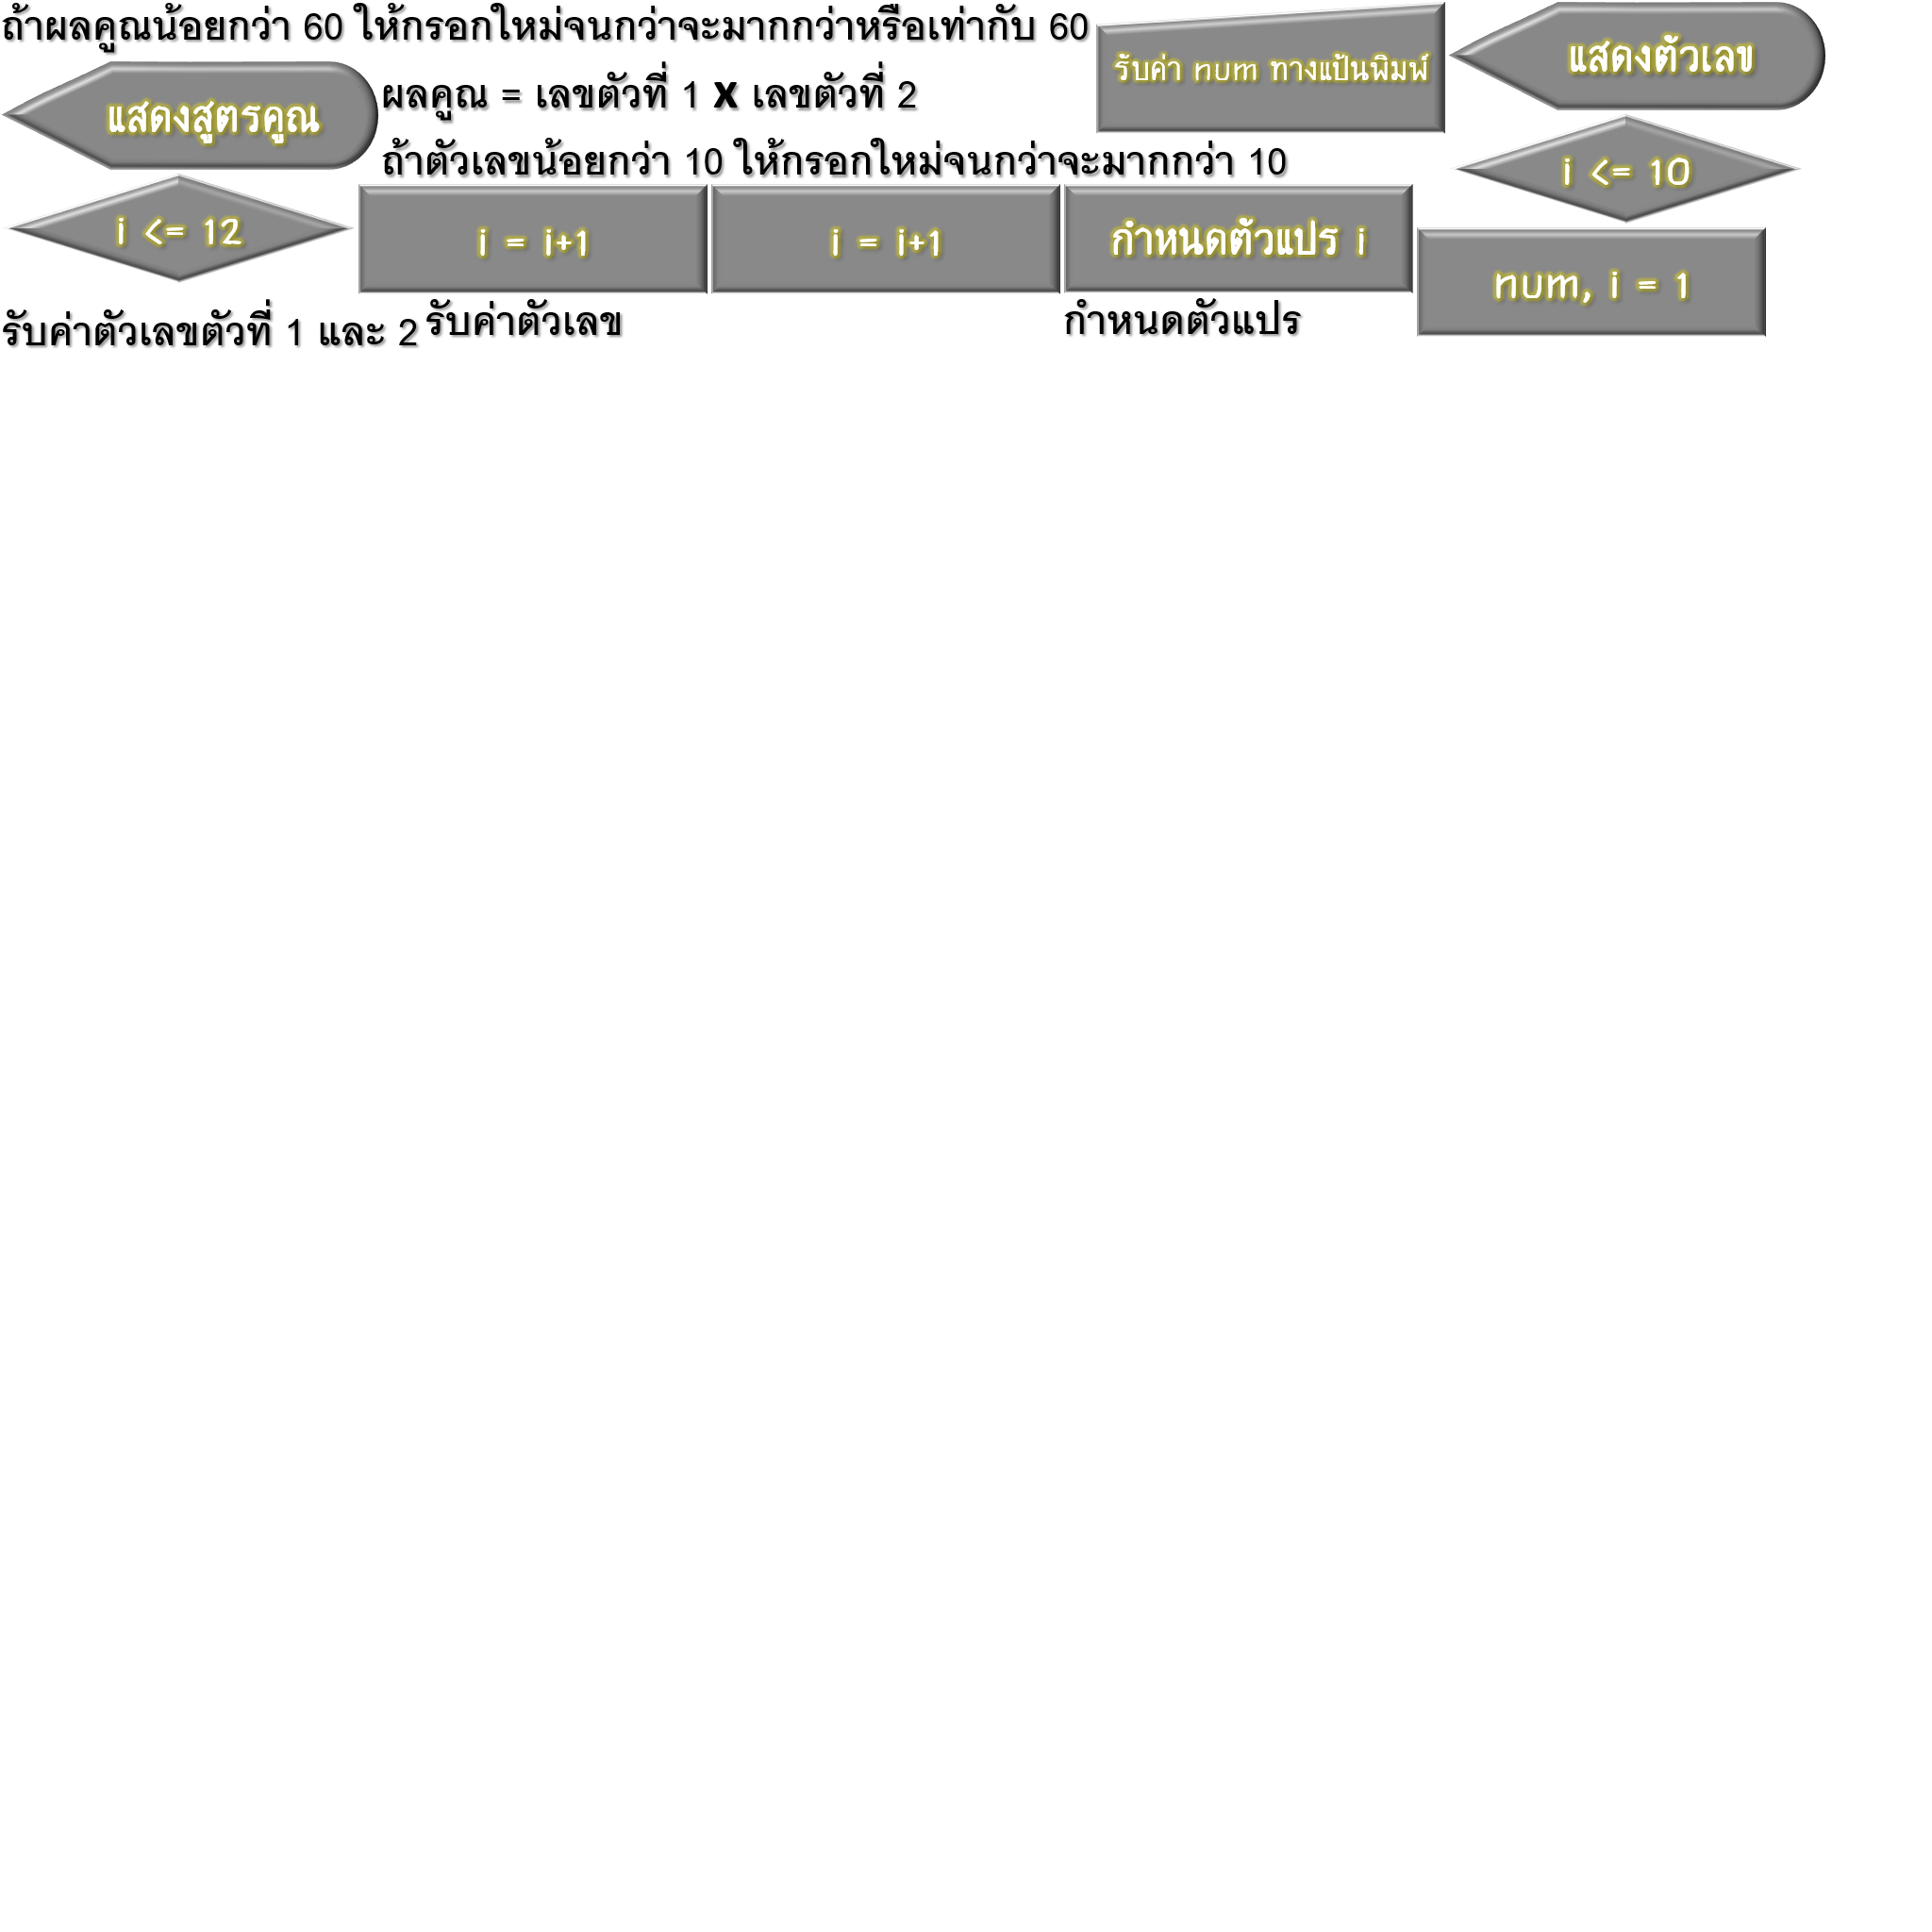 ถ้าผลคูณน้อยกว่า 60 ให้กรอกใหม่จนกว่าจะมากกว่าหรือเท่ากับ 60
รับค่า num ทางแป้นพิมพ์
แสดงตัวเลข
แสดงสูตรคูณ
ผลคูณ = เลขตัวที่ 1 x เลขตัวที่ 2
ถ้าตัวเลขน้อยกว่า 10 ให้กรอกใหม่จนกว่าจะมากกว่า 10
i <= 10
i <= 12
i = i+1
i = i+1
กำหนดตัวแปร i
num, i = 1
รับค่าตัวเลขตัวที่ 1 และ 2
รับค่าตัวเลข
กำหนดตัวแปร